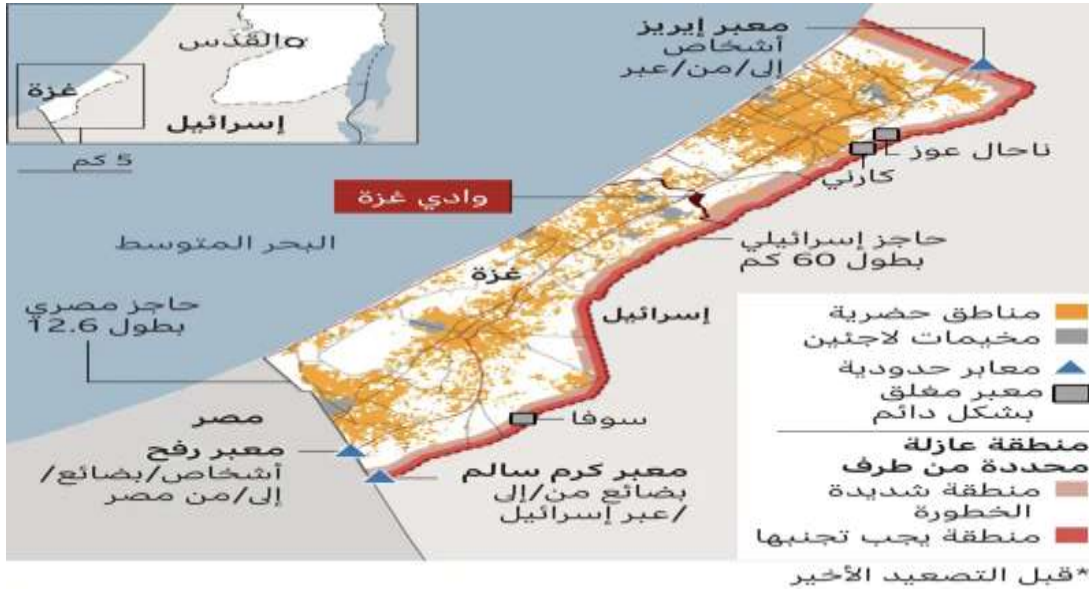 القدس
غزة
إسرائيل
5 كم
معبر إيريز
أشخاص
إلى/من/عبر
ناحال عوز
كارني
وادي غزة
البحر المتوسط
حاجز إسرائيلي
بطول 60 كم
غزة
إسرائيل
حاجز مصري
بطول 12.6
مصر
معبر رفح
أشخاص/بضائع/
إلى/من مصر
سوفا
معبر كرم سالم
بضائع من/إلى
/عبر إسرائيل
مناطق حضرية
مخيمات لاجئين
معابر حدودية
معبر مغلق
بشكل دائم
منطقة عازلة
محددة من طرف
منطقة شديدة
الخطورة
منطقة يجب تجنبها
*قبل التصعيد الأخير